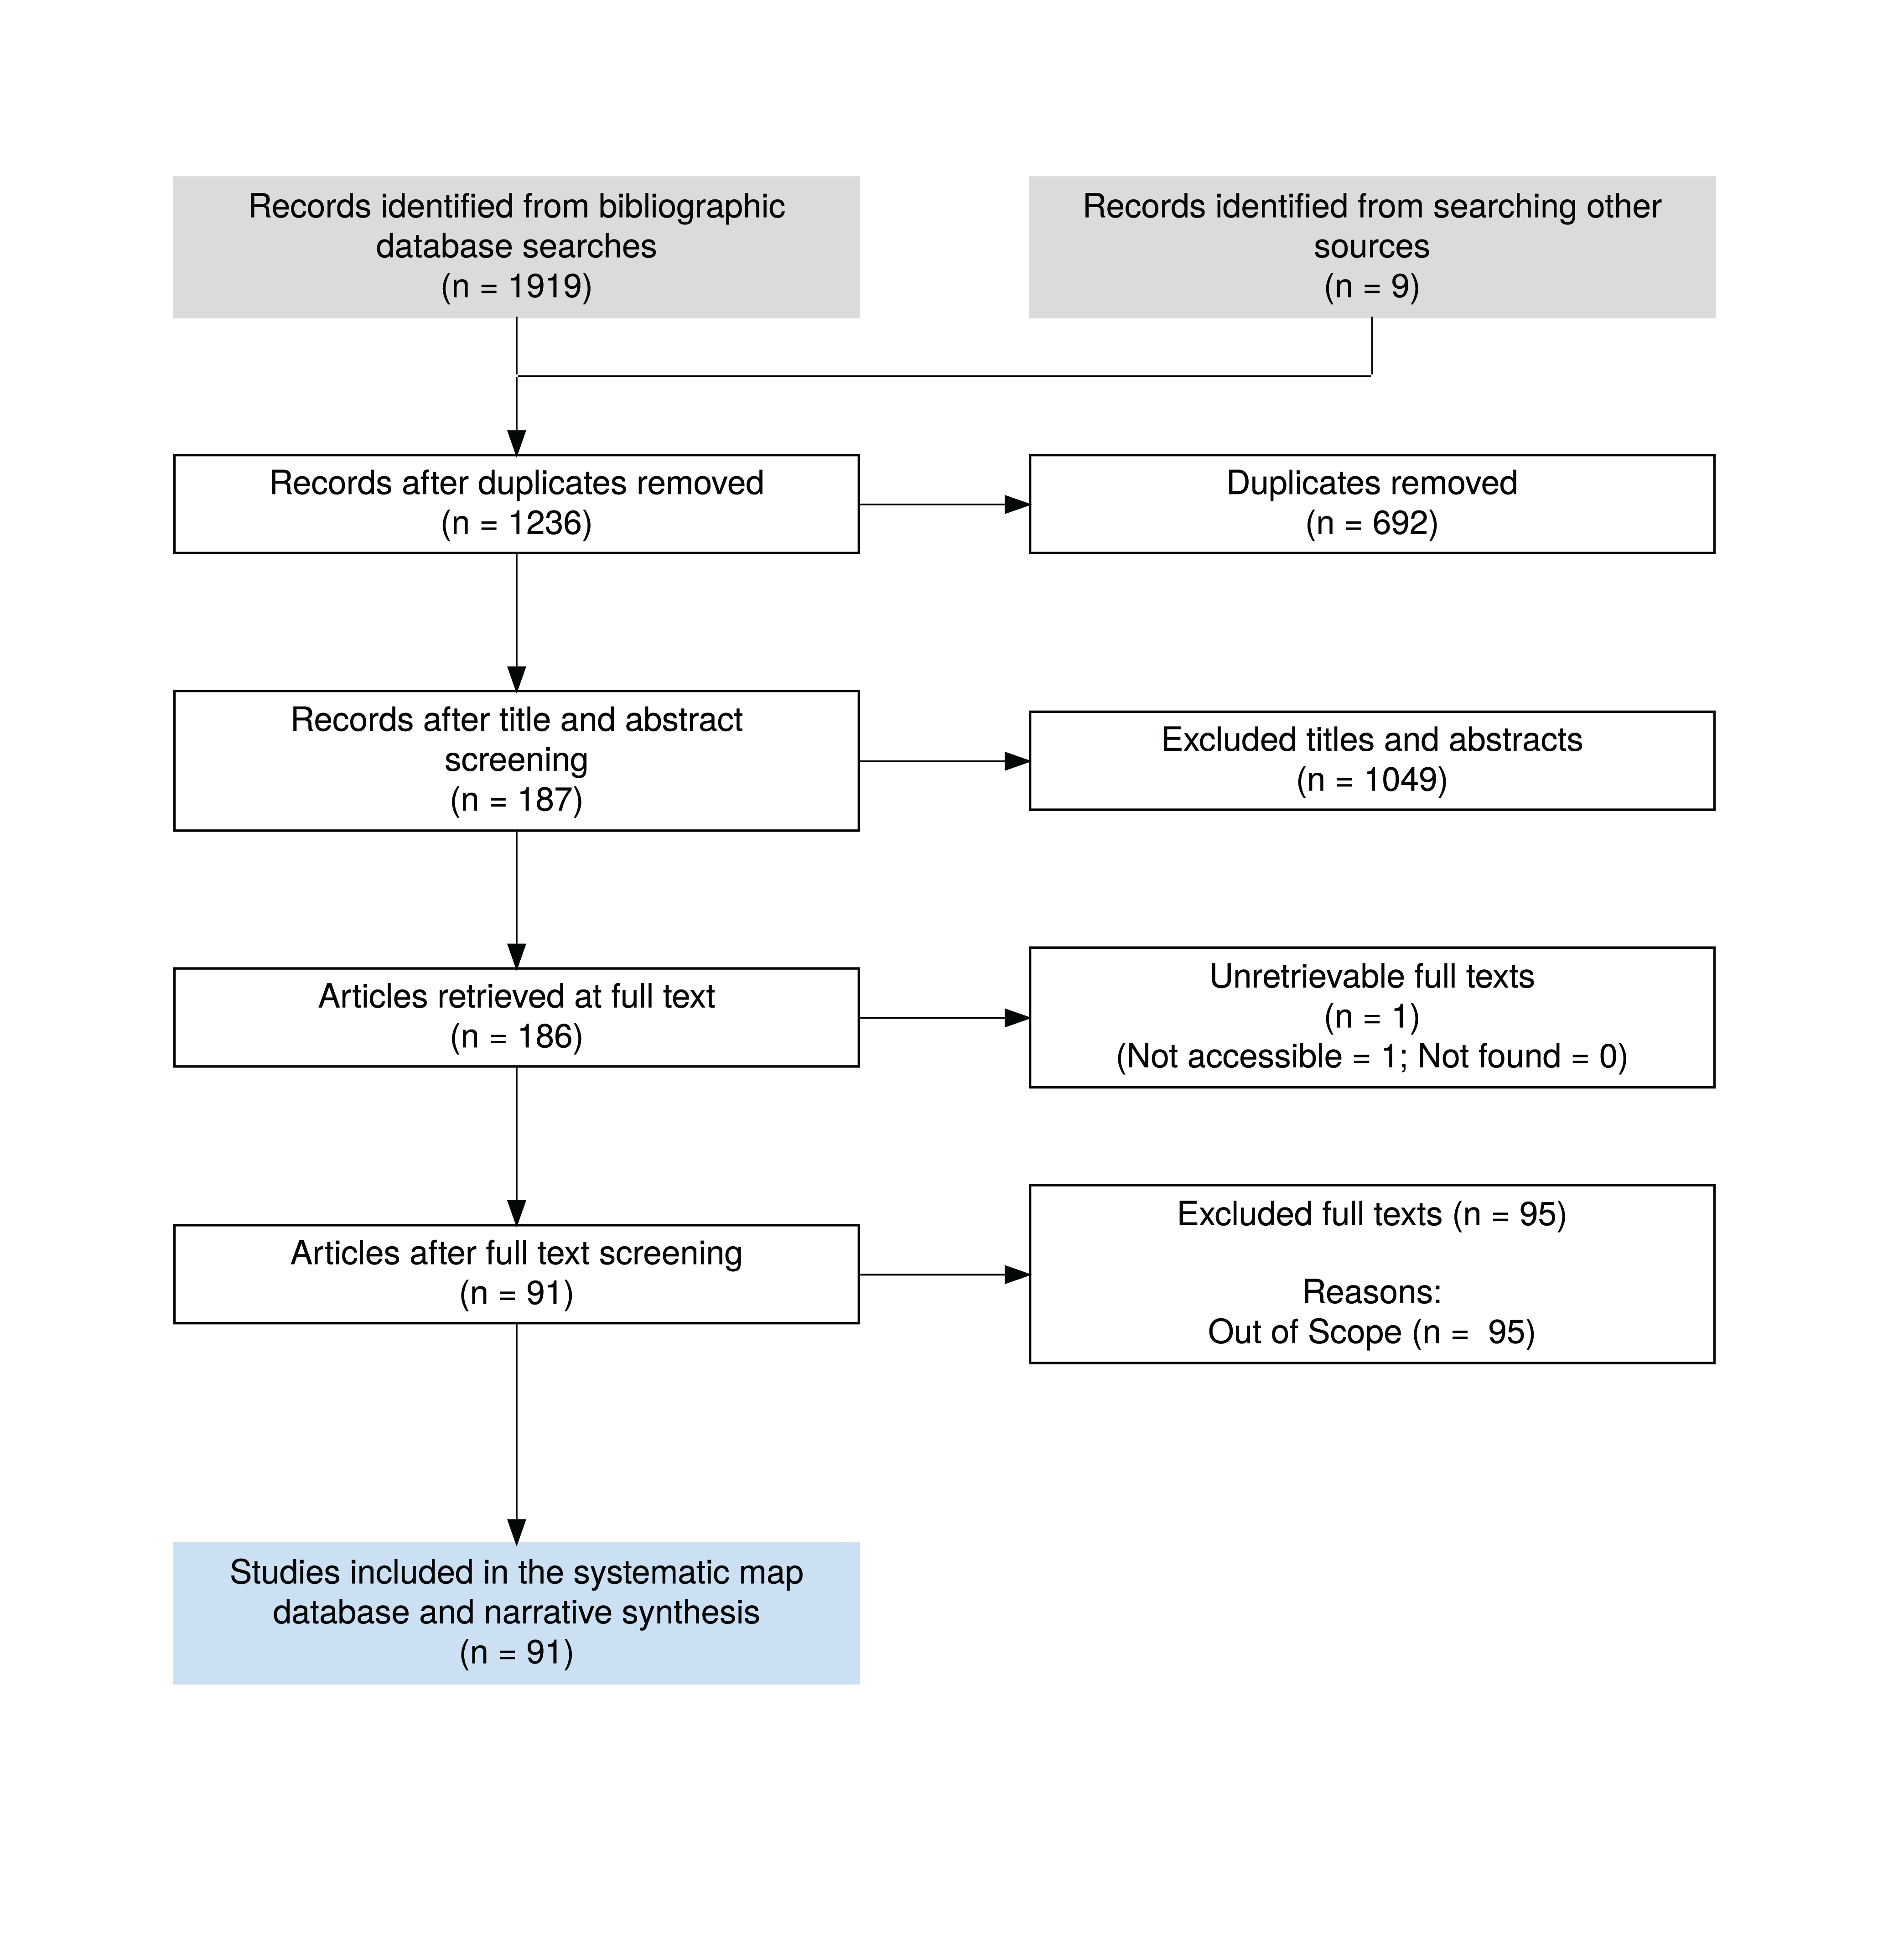 Records identified from bibliographic
database searches
(n = 1919)
Records identified from searching other
sources
(n = 9)
Records after duplicates removed
(n = 1236)
Duplicates removed
(n = 692)
Records after title and abstract
screening
(n = 187)
Excluded titles and abstracts
(n = 1049)
Articles retrieved at full text
(n = 186)
Unretrievable full texts
(n = 1)
(Not accessible = 1; Not found = 0)
Articles after full text screening
(n = 91)
Excluded full texts (n = 95)
Reasons:
Out of Scope (n =  95)
Studies included in the systematic map
database and narrative synthesis
(n = 91)